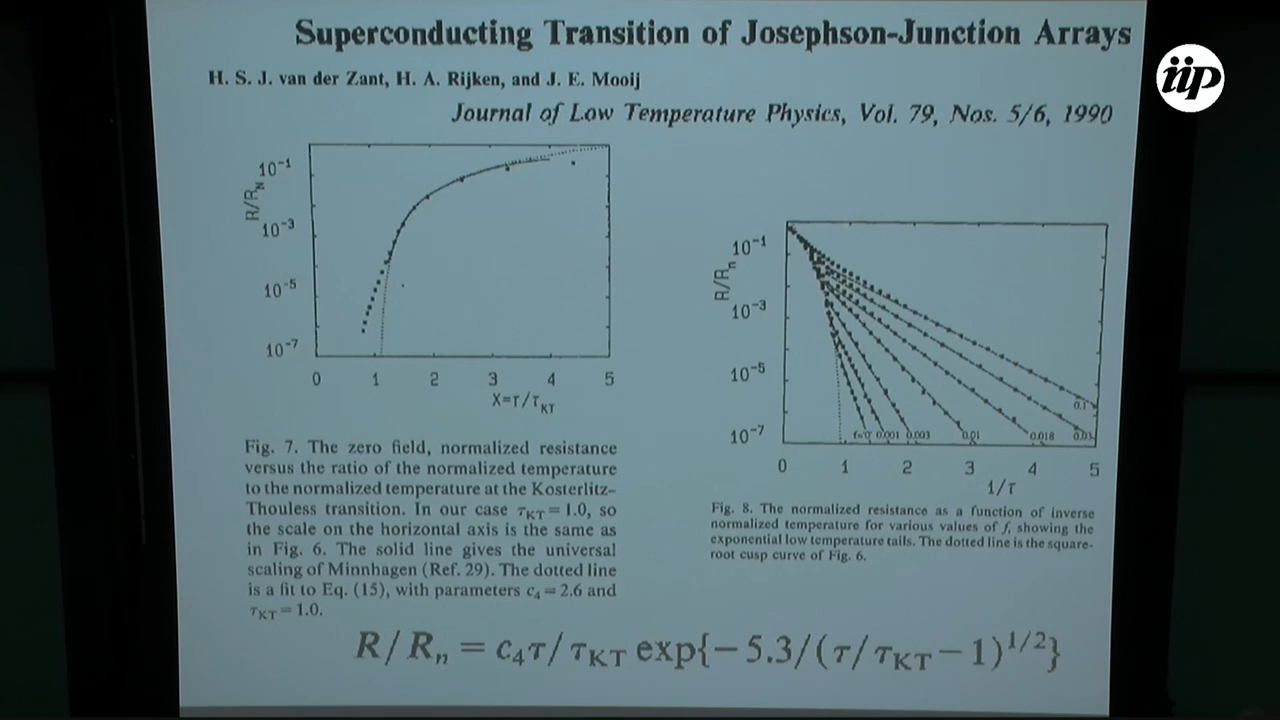 Superconducting Transition of Josephson-Junction Arrays
iip
H. S. J. van der Zant, H. A. Rijken, and J. E. Mooij
Journal of Low Temperature Physics, Vol. 79, Nos. 5/6, 1990
R/R_N
10⁻¹
10⁻³
10⁻⁵
10⁻⁷
0 1 2 3 4 5
X=τ/τ_KT
Fig. 7. The zero field, normalized resistance
versus the ratio of the normalized temperature
to the normalized temperature at the Kosterlitz–
Thouless transition. In our case τ_KT = 1.0, so
the scale on the horizontal axis is the same as
in Fig. 6. The solid line gives the universal
scaling of Minnhagen (Ref. 29). The dotted line
is a fit to Eq. (15), with parameters c₄ = 2.6 and
τ_KT = 1.0.
R/R_n
10⁻¹
10⁻³
10⁻⁵
10⁻⁷
0.1
0.001 0.003 0.01 0.018
0 1 2 3 4 5
1/τ
Fig. 8. The normalized resistance as a function of inverse
normalized temperature for various values of f, showing the
exponential low temperature tails. The dotted line is the square-
root cusp curve of Fig. 6.
R/R_n = c₄τ/τ_KT exp{−5.3/(τ/τ_KT − 1)^1/2}